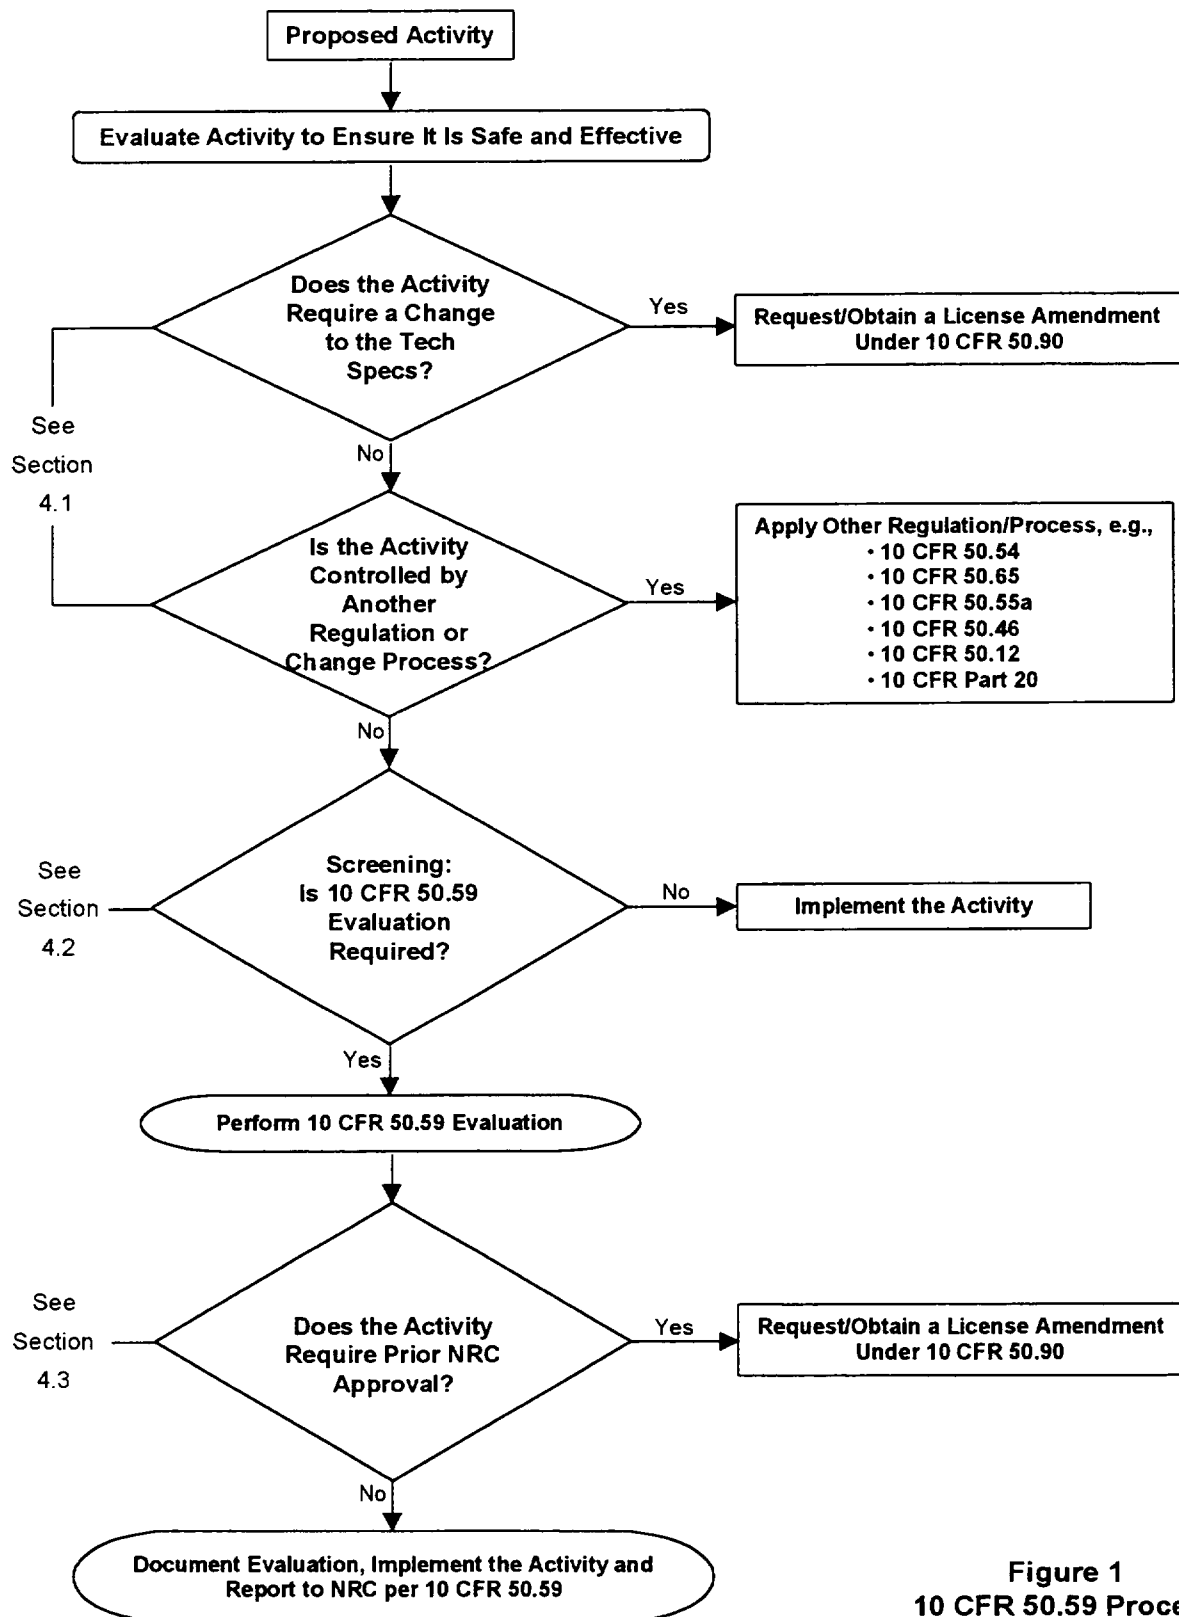 Proposed Activity
Evaluate Activity to Ensure It Is Safe and Effective
Does the Activity
Require a Change
to the Tech
Specs?
Yes
Request/Obtain a License Amendment
Under 10 CFR 50.90
See
Section
4.1
No
Is the Activity
Controlled by
Another
Regulation or
Change Process?
Yes
Apply Other Regulation/Process, e.g.,
· 10 CFR 50.54
· 10 CFR 50.65
· 10 CFR 50.55a
· 10 CFR 50.46
· 10 CFR 50.12
· 10 CFR Part 20
No
See
Section
4.2
Screening:
Is 10 CFR 50.59
Evaluation
Required?
No
Implement the Activity
Yes
Perform 10 CFR 50.59 Evaluation
See
Section
4.3
Does the Activity
Require Prior NRC
Approval?
Yes
Request/Obtain a License Amendment
Under 10 CFR 50.90
No
Document Evaluation, Implement the Activity and
Report to NRC per 10 CFR 50.59
Figure 1
10 CFR 50.59